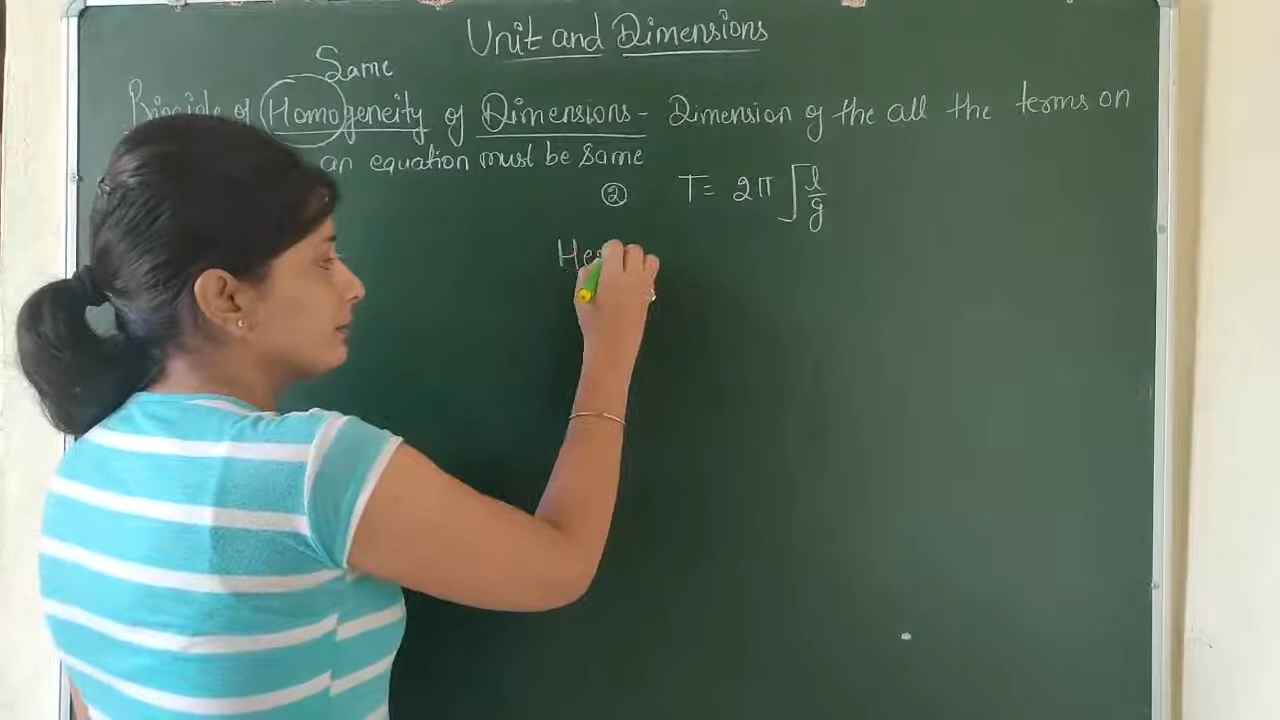 Unit and Dimensions
Same
Principle of Homogeneity of Dimensions - Dimension of the all the terms on
an equation must be same
② T = 2π √l/g
He